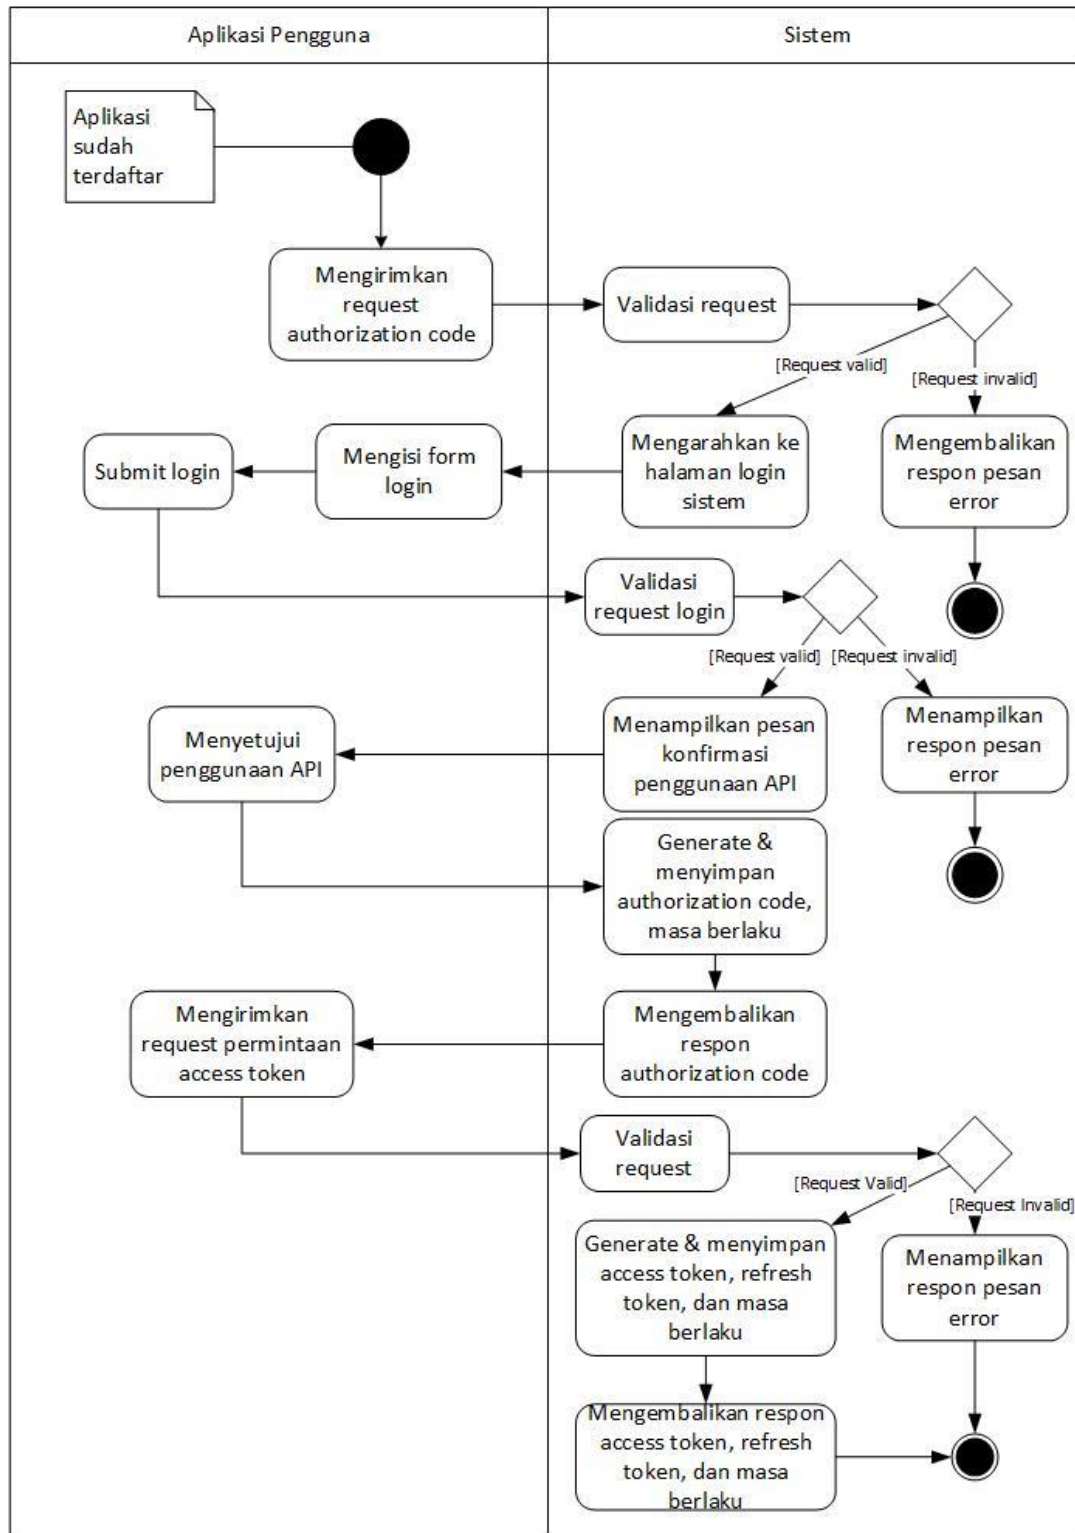 Aplikasi Pengguna
Sistem
Aplikasi
sudah
terdaftar
Mengirimkan
request
authorization code
Validasi request
[Request valid]
[Request invalid]
Mengarahkan ke
halaman login
sistem
Mengembalikan
respon pesan
error
Mengisi form
login
Submit login
Validasi
request login
[Request valid]
[Request invalid]
Menampilkan pesan
konfirmasi
penggunaan API
Menampilkan
respon pesan
error
Menyetujui
penggunaan API
Generate &
menyimpan
authorization code,
masa berlaku
Mengembalikan
respon
authorization code
Mengirimkan
request permintaan
access token
Validasi
request
[Request Valid]
[Request Invalid]
Generate & menyimpan
access token, refresh
token, dan masa
berlaku
Menampilkan
respon pesan
error
Mengembalikan respon
access token, refresh
token, dan masa
berlaku